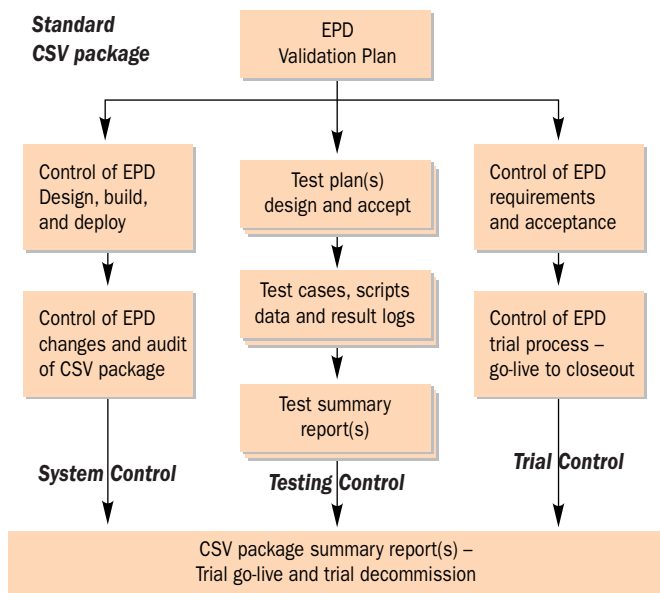 Standard
CSV package
EPD
Validation Plan
Control of EPD
Design, build,
and deploy
Test plan(s)
design and accept
Control of EPD
requirements
and acceptance
Control of EPD
changes and audit
of CSV package
Test cases, scripts
data and result logs
Control of EPD
trial process –
go-live to closeout
Test summary
report(s)
System Control
Testing Control
Trial Control
CSV package summary report(s) –
Trial go-live and trial decommission